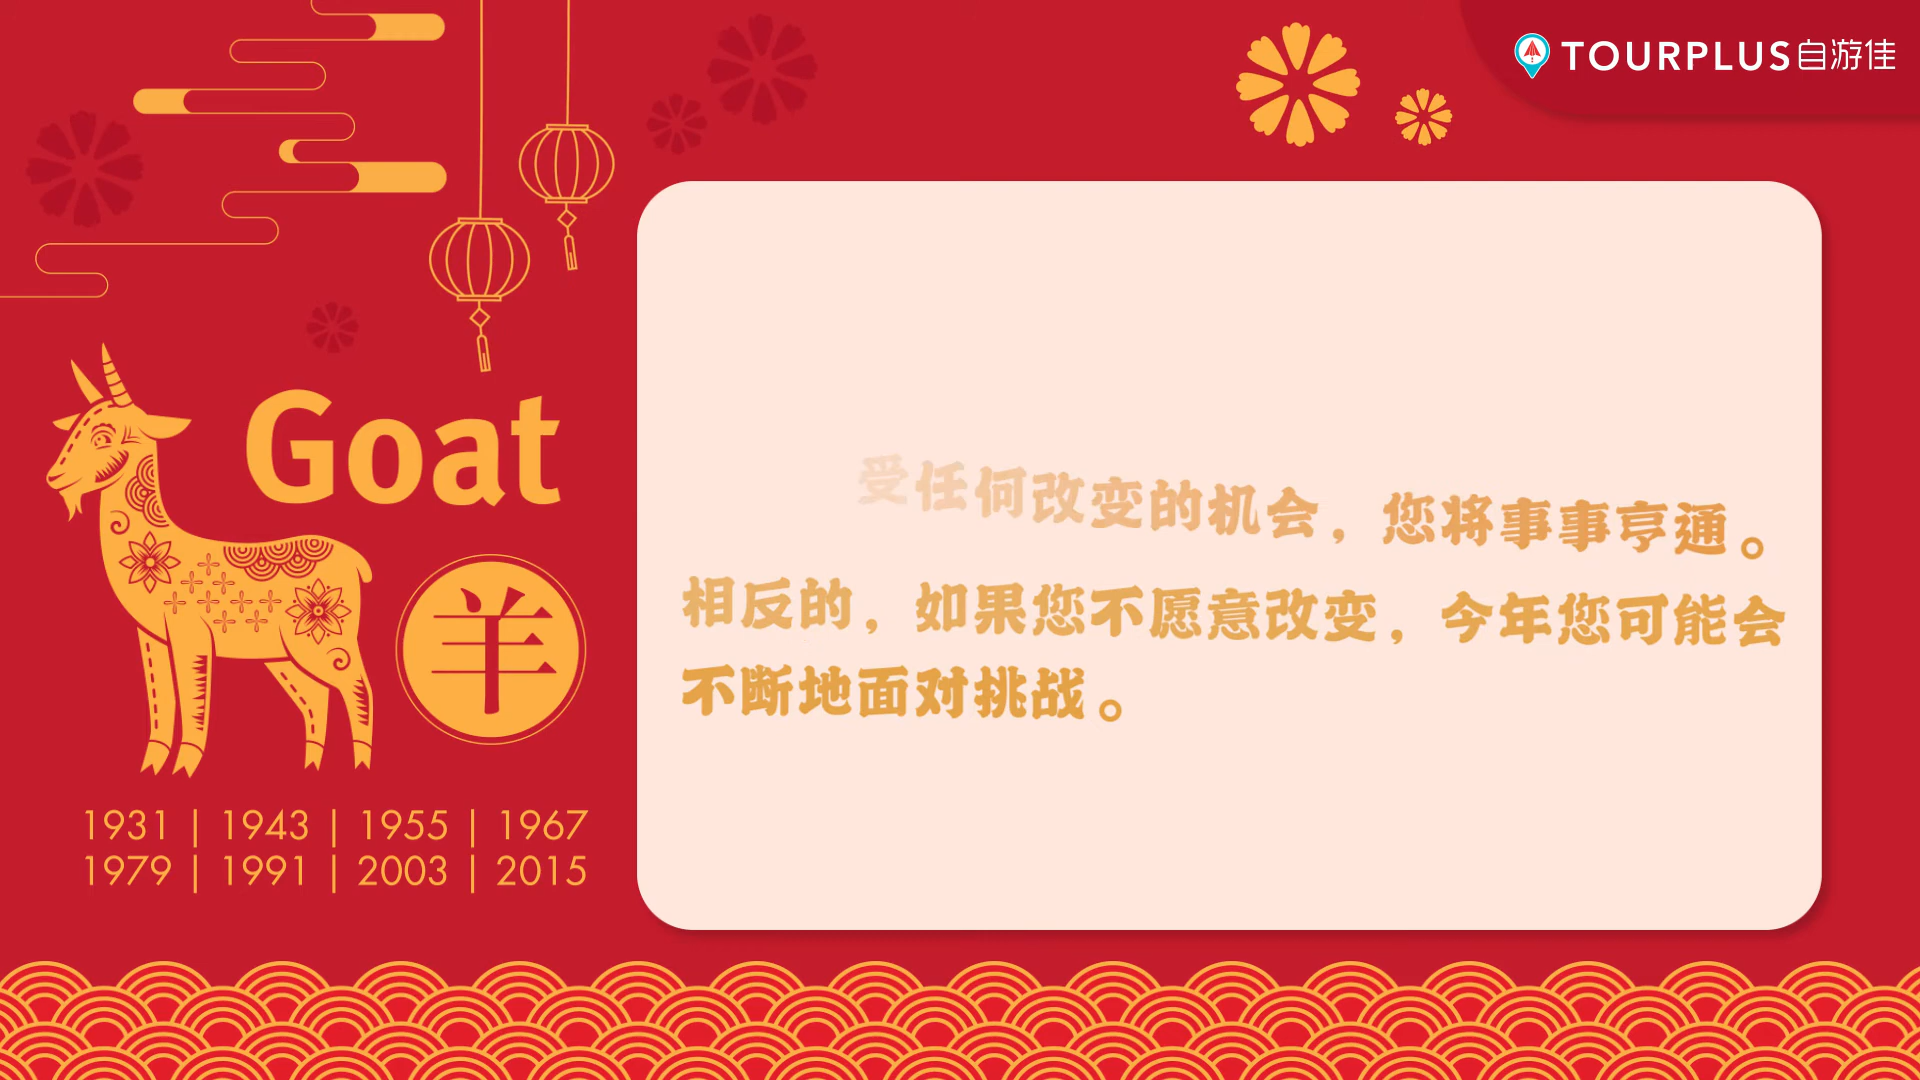 TOURPLUS自游佳
Goat
羊
1931 | 1943 | 1955 | 1967
1979 | 1991 | 2003 | 2015
受任何改变的机会，您将事事亨通。
相反的，如果您不愿意改变，今年您可能会
不断地面对挑战。